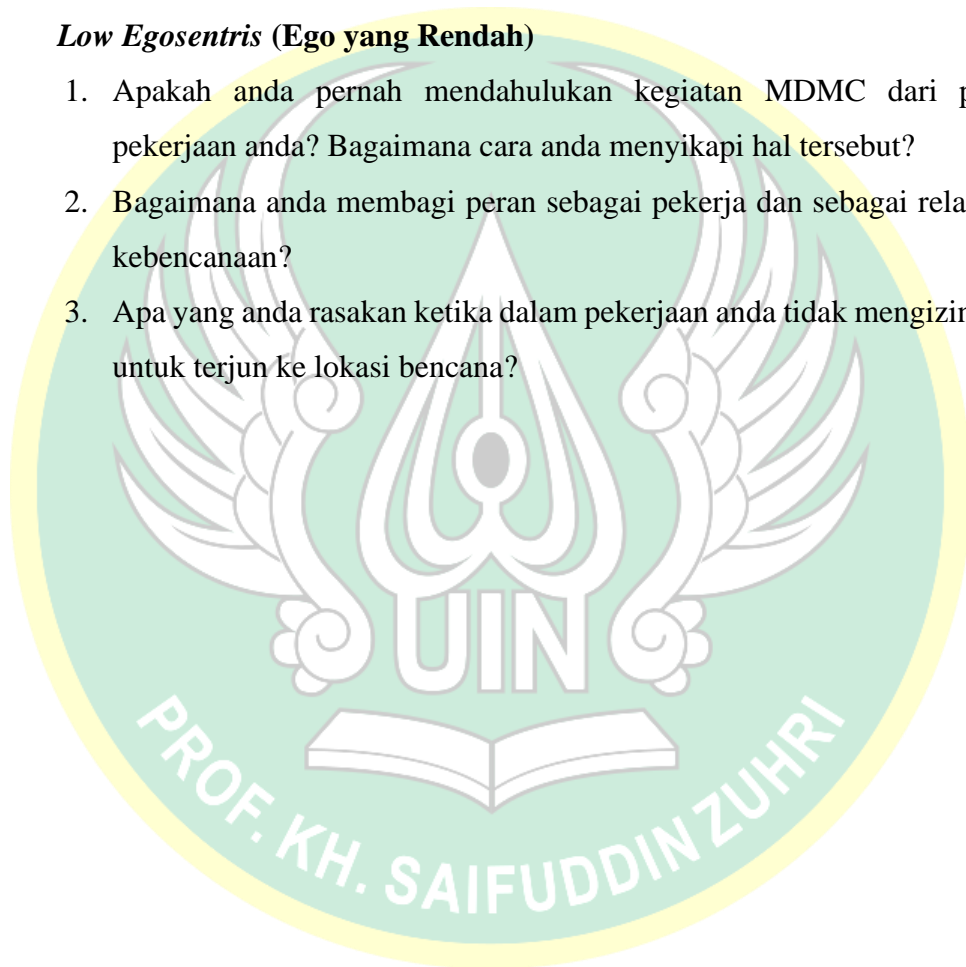 Low Egosentris (Ego yang Rendah)
1. Apakah anda pernah mendahulukan kegiatan MDMC dari
pekerjaan anda? Bagaimana cara anda menyikapi hal tersebut?
2. Bagaimana anda membagi peran sebagai pekerja dan sebagai
kebencanaan?
3. Apa yang anda rasakan ketika dalam pekerjaan anda tidak
untuk terjun ke lokasi bencana?
UIN
PROF. KH. SAIFUDDIN ZUHRI